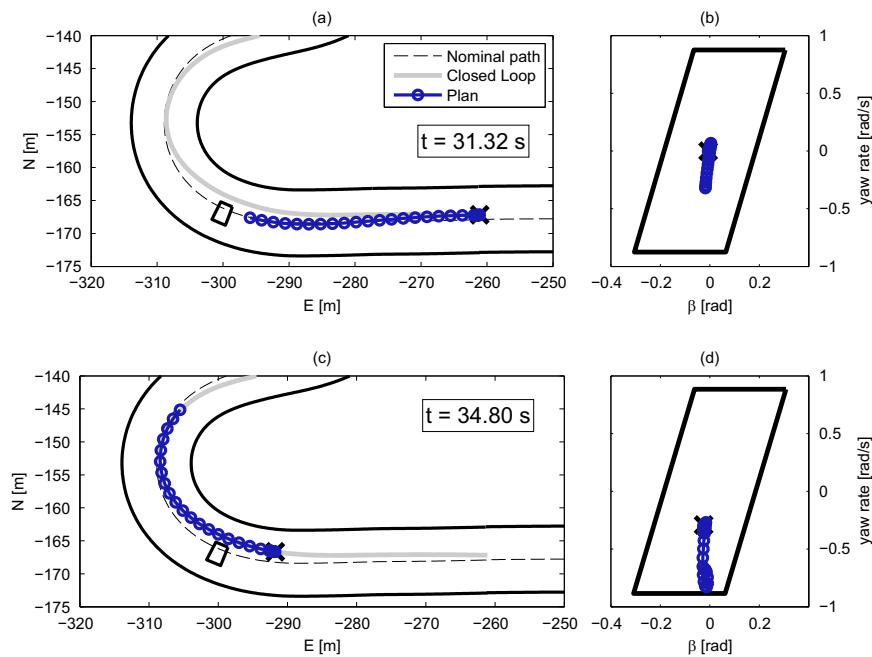 (a)
−140
−145
−150
−155
−160
−165
−170
−175
N [m]
Nominal path
Closed Loop
Plan
t = 31.32 s
−320 −310 −300 −290 −280 −270 −260 −250
E [m]
(b)
1
0.5
0
−0.5
−1
yaw rate [rad/s]
−0.4 −0.2 0 0.2
β [rad]
(c)
−140
−145
−150
−155
−160
−165
−170
−175
N [m]
t = 34.80 s
−320 −310 −300 −290 −280 −270 −260 −250
E [m]
(d)
1
0.5
0
−0.5
−1
yaw rate [rad/s]
−0.4 −0.2 0 0.2
β [rad]